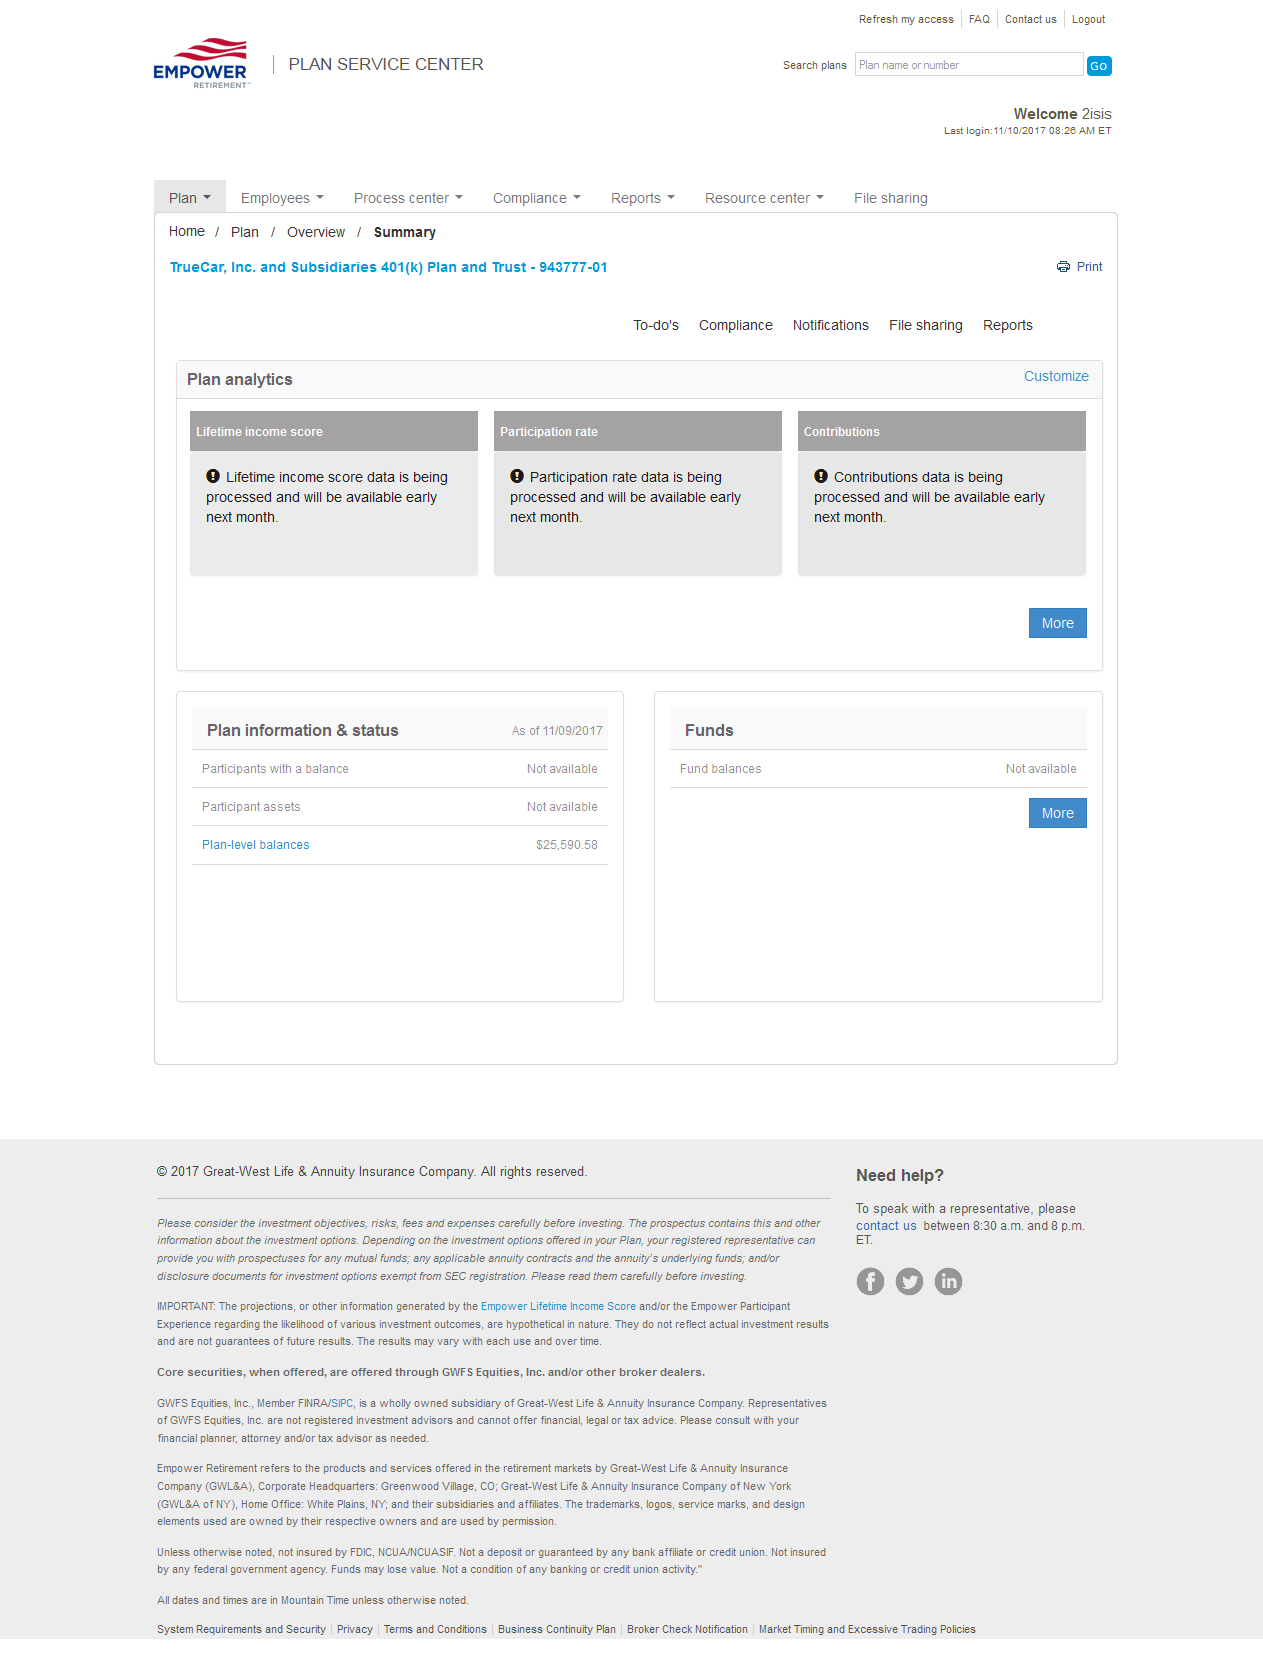 Refresh my access | FAQ | Contact us | Logout
EMPOWER
RETIREMENT™
PLAN SERVICE CENTER
Search plans Plan name or number Go
Welcome 2isis
Last login:11/10/2017 08:26 AM ET
Plan Employees Process center Compliance Reports Resource center File sharing
Home / Plan / Overview / Summary
TrueCar, Inc. and Subsidiaries 401(k) Plan and Trust - 943777-01
Print
To-do's Compliance Notifications File sharing Reports
Plan analytics
Customize
Lifetime income score
Lifetime income score data is being
processed and will be available early
next month.
Participation rate
Participation rate data is being
processed and will be available early
next month.
Contributions
Contributions data is being
processed and will be available early
next month.
More
Plan information & status As of 11/09/2017
Participants with a balance Not available
Participant assets Not available
Plan-level balances $25,590.58
Funds
Fund balances Not available
More
© 2017 Great-West Life & Annuity Insurance Company. All rights reserved.
Please consider the investment objectives, risks, fees and expenses carefully before investing. The prospectus contains this and other
information about the investment options. Depending on the investment options offered in your Plan, your registered representative can
provide you with prospectuses for any mutual funds; any applicable annuity contracts and the annuity's underlying funds; and/or
disclosure documents for investment options exempt from SEC registration. Please read them carefully before investing.
IMPORTANT: The projections, or other information generated by the Empower Lifetime Income Score and/or the Empower Participant
Experience regarding the likelihood of various investment outcomes, are hypothetical in nature. They do not reflect actual investment results
and are not guarantees of future results. The results may vary with each use and over time.
Core securities, when offered, are offered through GWFS Equities, Inc. and/or other broker dealers.
GWFS Equities, Inc., Member FINRA/SIPC, is a wholly owned subsidiary of Great-West Life & Annuity Insurance Company. Representatives
of GWFS Equities, Inc. are not registered investment advisors and cannot offer financial, legal or tax advice. Please consult with your
financial planner, attorney and/or tax advisor as needed.
Empower Retirement refers to the products and services offered in the retirement markets by Great-West Life & Annuity Insurance
Company (GWL&A), Corporate Headquarters: Greenwood Village, CO; Great-West Life & Annuity Insurance Company of New York
(GWL&A of NY), Home Office: White Plains, NY; and their subsidiaries and affiliates. The trademarks, logos, service marks, and design
elements used are owned by their respective owners and are used by permission.
Unless otherwise noted, not insured by FDIC, NCUA/NCUASIF. Not a deposit or guaranteed by any bank affiliate or credit union. Not insured
by any federal government agency. Funds may lose value. Not a condition of any banking or credit union activity."
All dates and times are in Mountain Time unless otherwise noted.
System Requirements and Security | Privacy | Terms and Conditions | Business Continuity Plan | Broker Check Notification | Market Timing and Excessive Trading Policies
Need help?
To speak with a representative, please
contact us between 8:30 a.m. and 8 p.m.
ET.